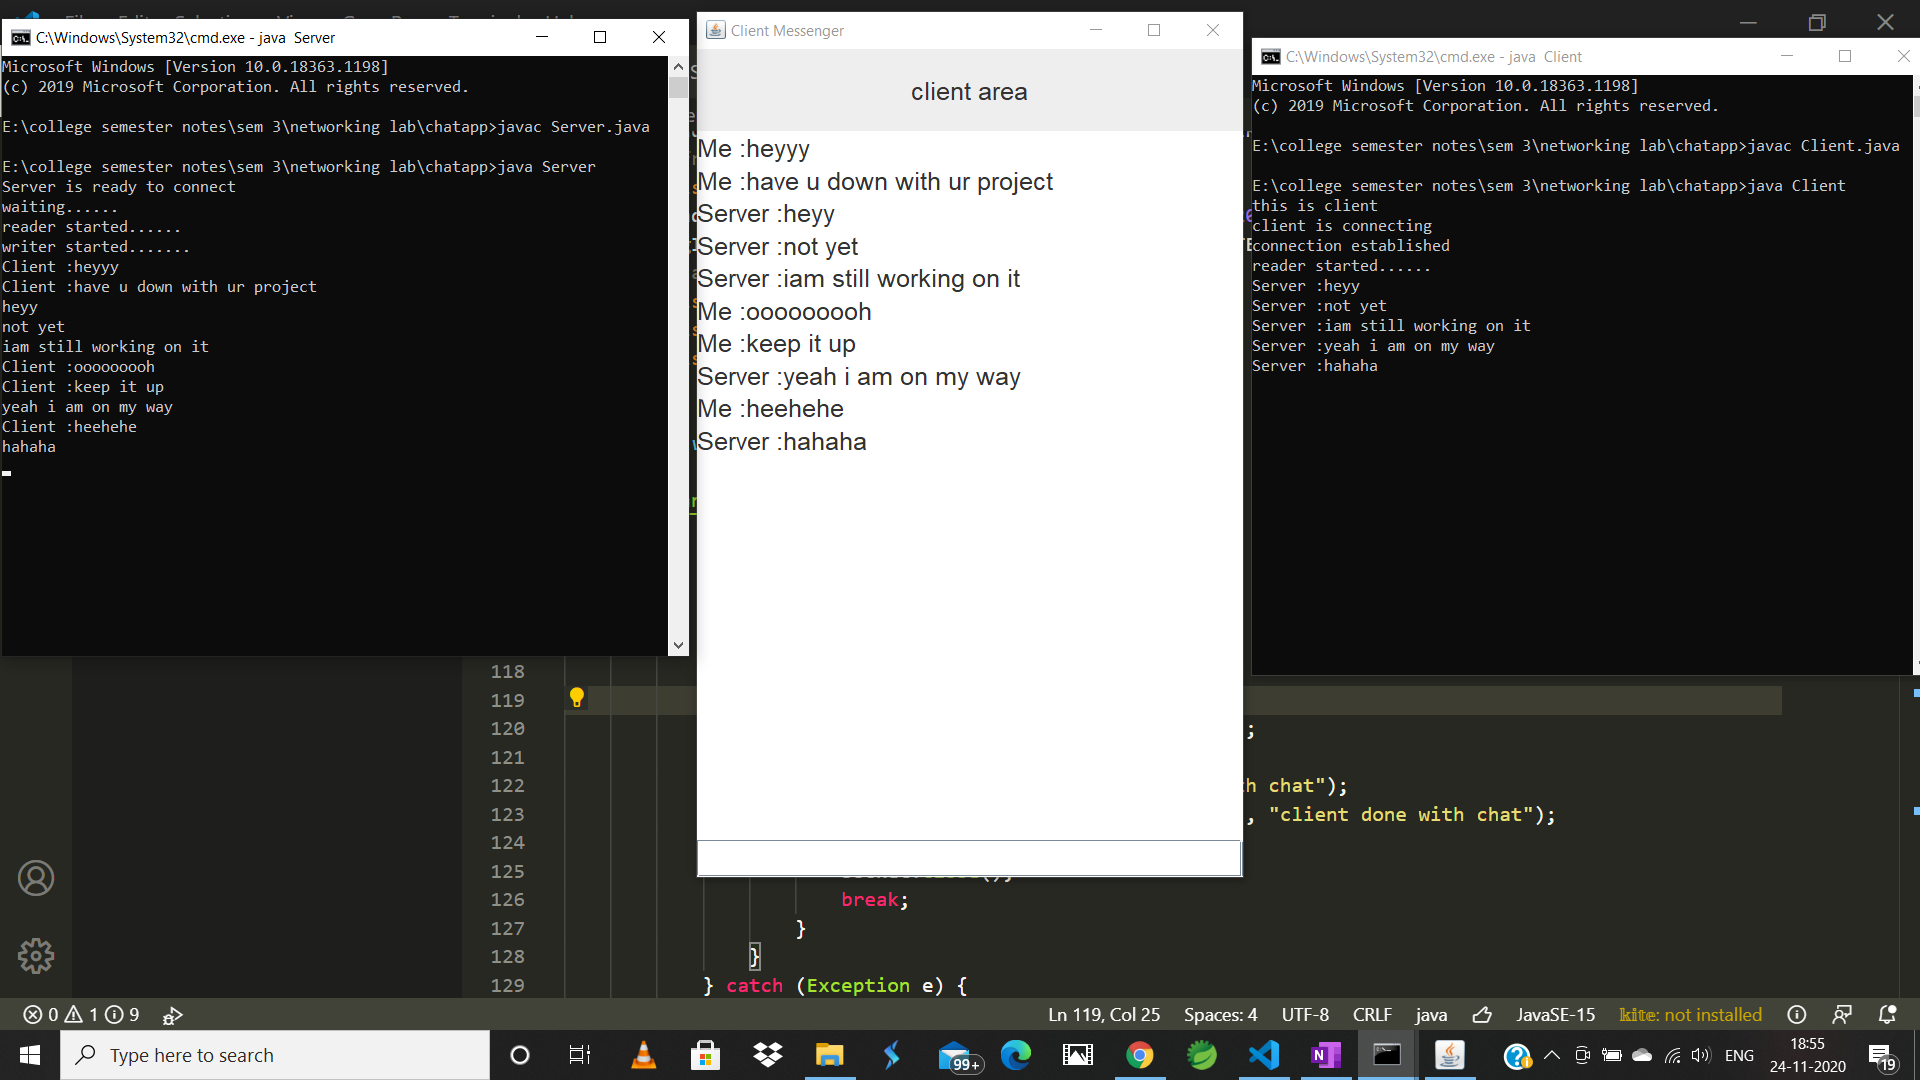 C:\Windows\System32\cmd.exe - java  Server
Microsoft Windows [Version 10.0.18363.1198]
(c) 2019 Microsoft Corporation. All rights reserved.
E:\college semester notes\sem 3\networking lab\chatapp>javac Server.java
E:\college semester notes\sem 3\networking lab\chatapp>java Server
Server is ready to connect
waiting......
reader started......
writer started.......
Client :heyyy
Client :have u down with ur project
heyy
not yet
iam still working on it
Client :ooooooooh
Client :keep it up
yeah i am on my way
Client :heehehe
hahaha
Client Messenger
client area
Me :heyyy
Me :have u down with ur project
Server :heyy
Server :not yet
Server :iam still working on it
Me :ooooooooh
Me :keep it up
Server :yeah i am on my way
Me :heehehe
Server :hahaha
C:\Windows\System32\cmd.exe - java  Client
Microsoft Windows [Version 10.0.18363.1198]
(c) 2019 Microsoft Corporation. All rights reserved.
E:\college semester notes\sem 3\networking lab\chatapp>javac Client.java
E:\college semester notes\sem 3\networking lab\chatapp>java Client
this is client
client is connecting
connection established
reader started......
Server :heyy
Server :not yet
Server :iam still working on it
Server :yeah i am on my way
Server :hahaha
118
119
120 ;
121
122 h chat");
123 , "client done with chat");
124
125
126 break;
127 }
128 }
129 } catch (Exception e) {
0 1 9
Ln 119, Col 25 Spaces: 4 UTF-8 CRLF java JavaSE-15 kite: not installed
Type here to search
99+
ENG
18:55
24-11-2020
19